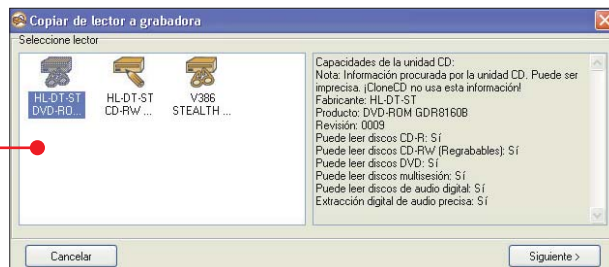 Copiar de lector a grabadora
Seleccione lector
HL-DT-ST
DVD-RO...
HL-DT-ST
CD-RW ...
V386
STEALTH ...
Capacidades de la unidad CD:
Nota: Información procurada por la unidad CD. Puede ser
imprecisa. ¡CloneCD no usa esta información!
Fabricante: HL-DT-ST
Producto: DVD-ROM GDR8160B
Revisión: 0009
Puede leer discos CD-R: Sí
Puede leer discos CD-RW (Regrabables): Sí
Puede leer discos DVD: Sí
Puede leer discos multisesión: Sí
Puede leer discos de audio digital: Sí
Extracción digital de audio precisa: Sí
Cancelar
Siguiente >